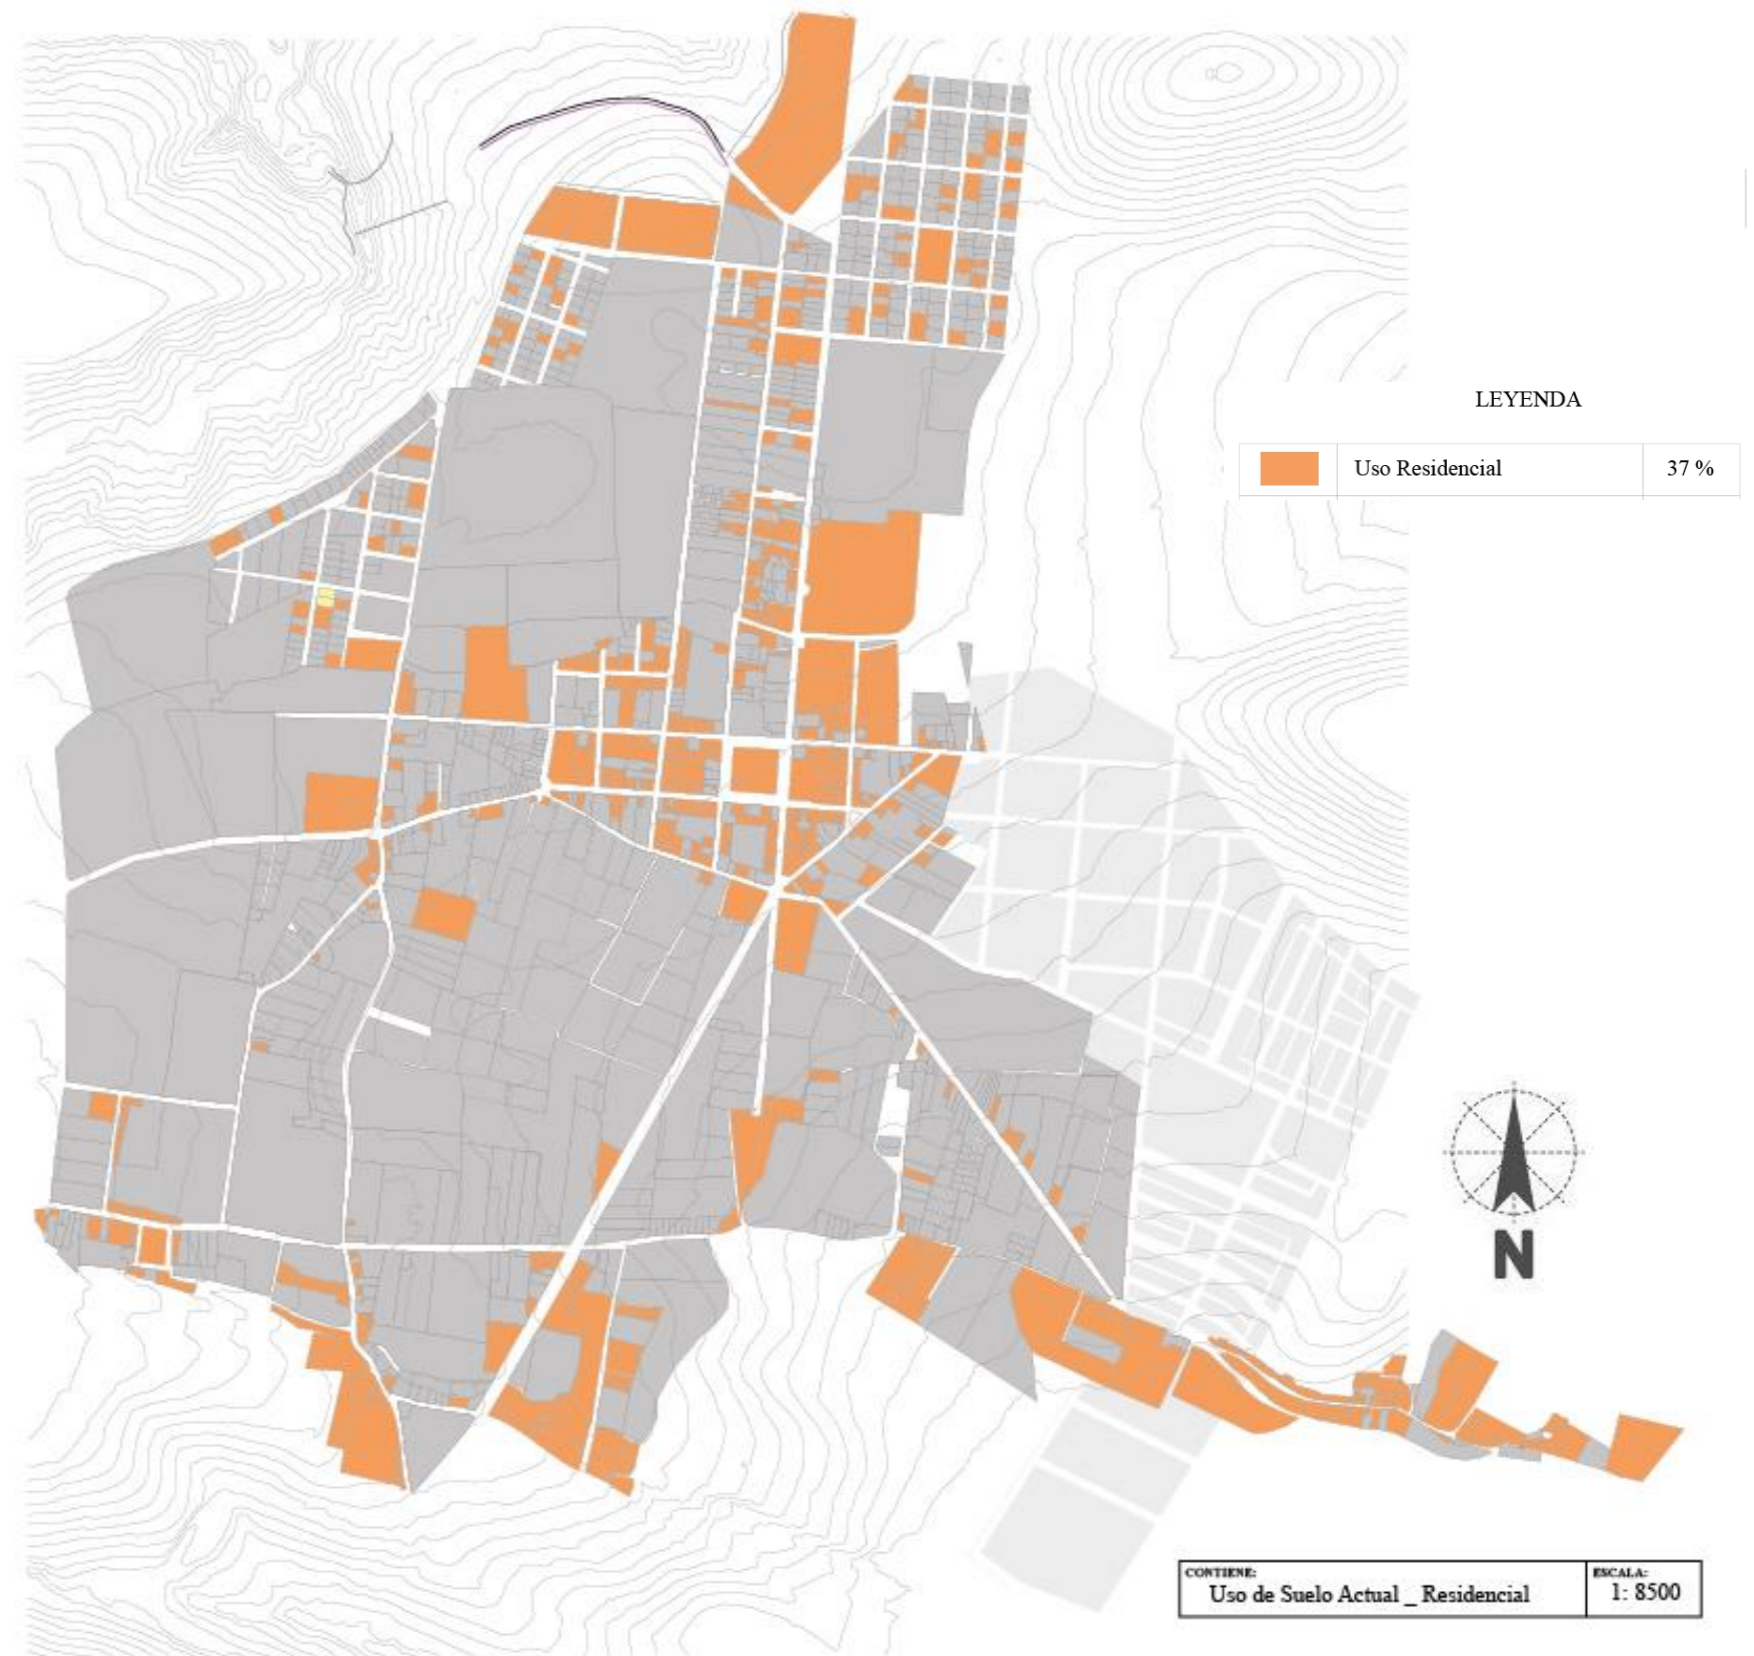 LEYENDA
Uso Residencial 37 %
N
CONTIENE:
Uso de Suelo Actual _ Residencial
ESCALA:
1: 8500